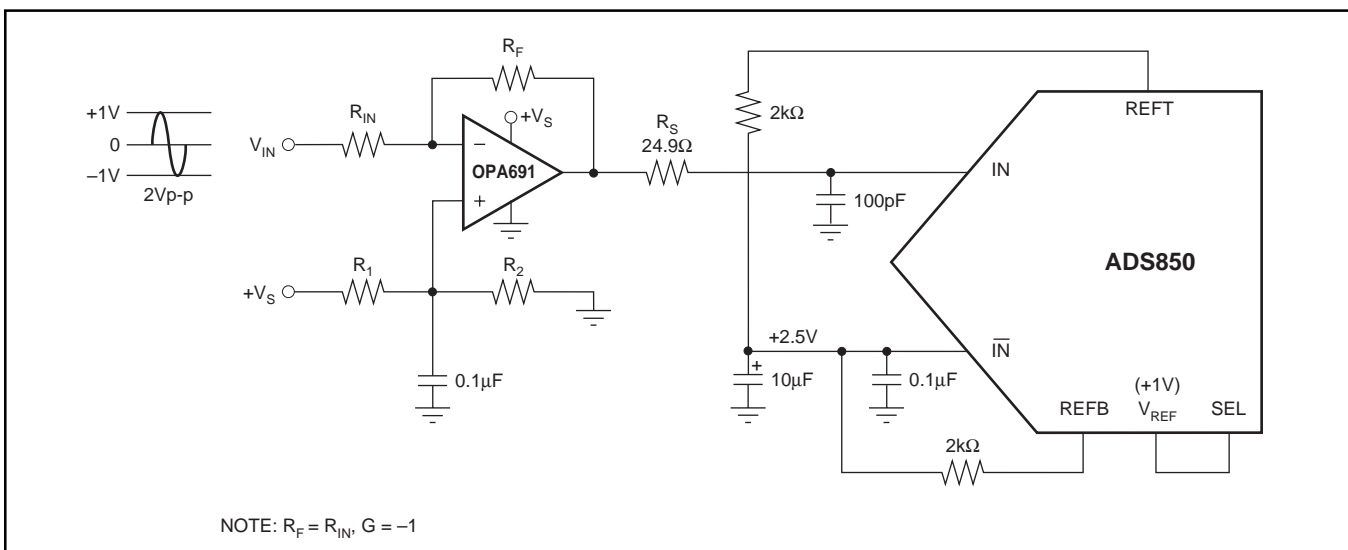 +1V
0
–1V
2Vp-p
V_IN
R_IN
R_F
+V_S
–
OPA691
+
R_S
24.9Ω
2kΩ
REFT
IN
100pF
ADS850
+V_S
R_1
R_2
0.1µF
+2.5V
+
10µF
0.1µF
I̅N̅
REFB
(+1V)
V_REF
SEL
2kΩ
NOTE: R_F = R_IN, G = –1